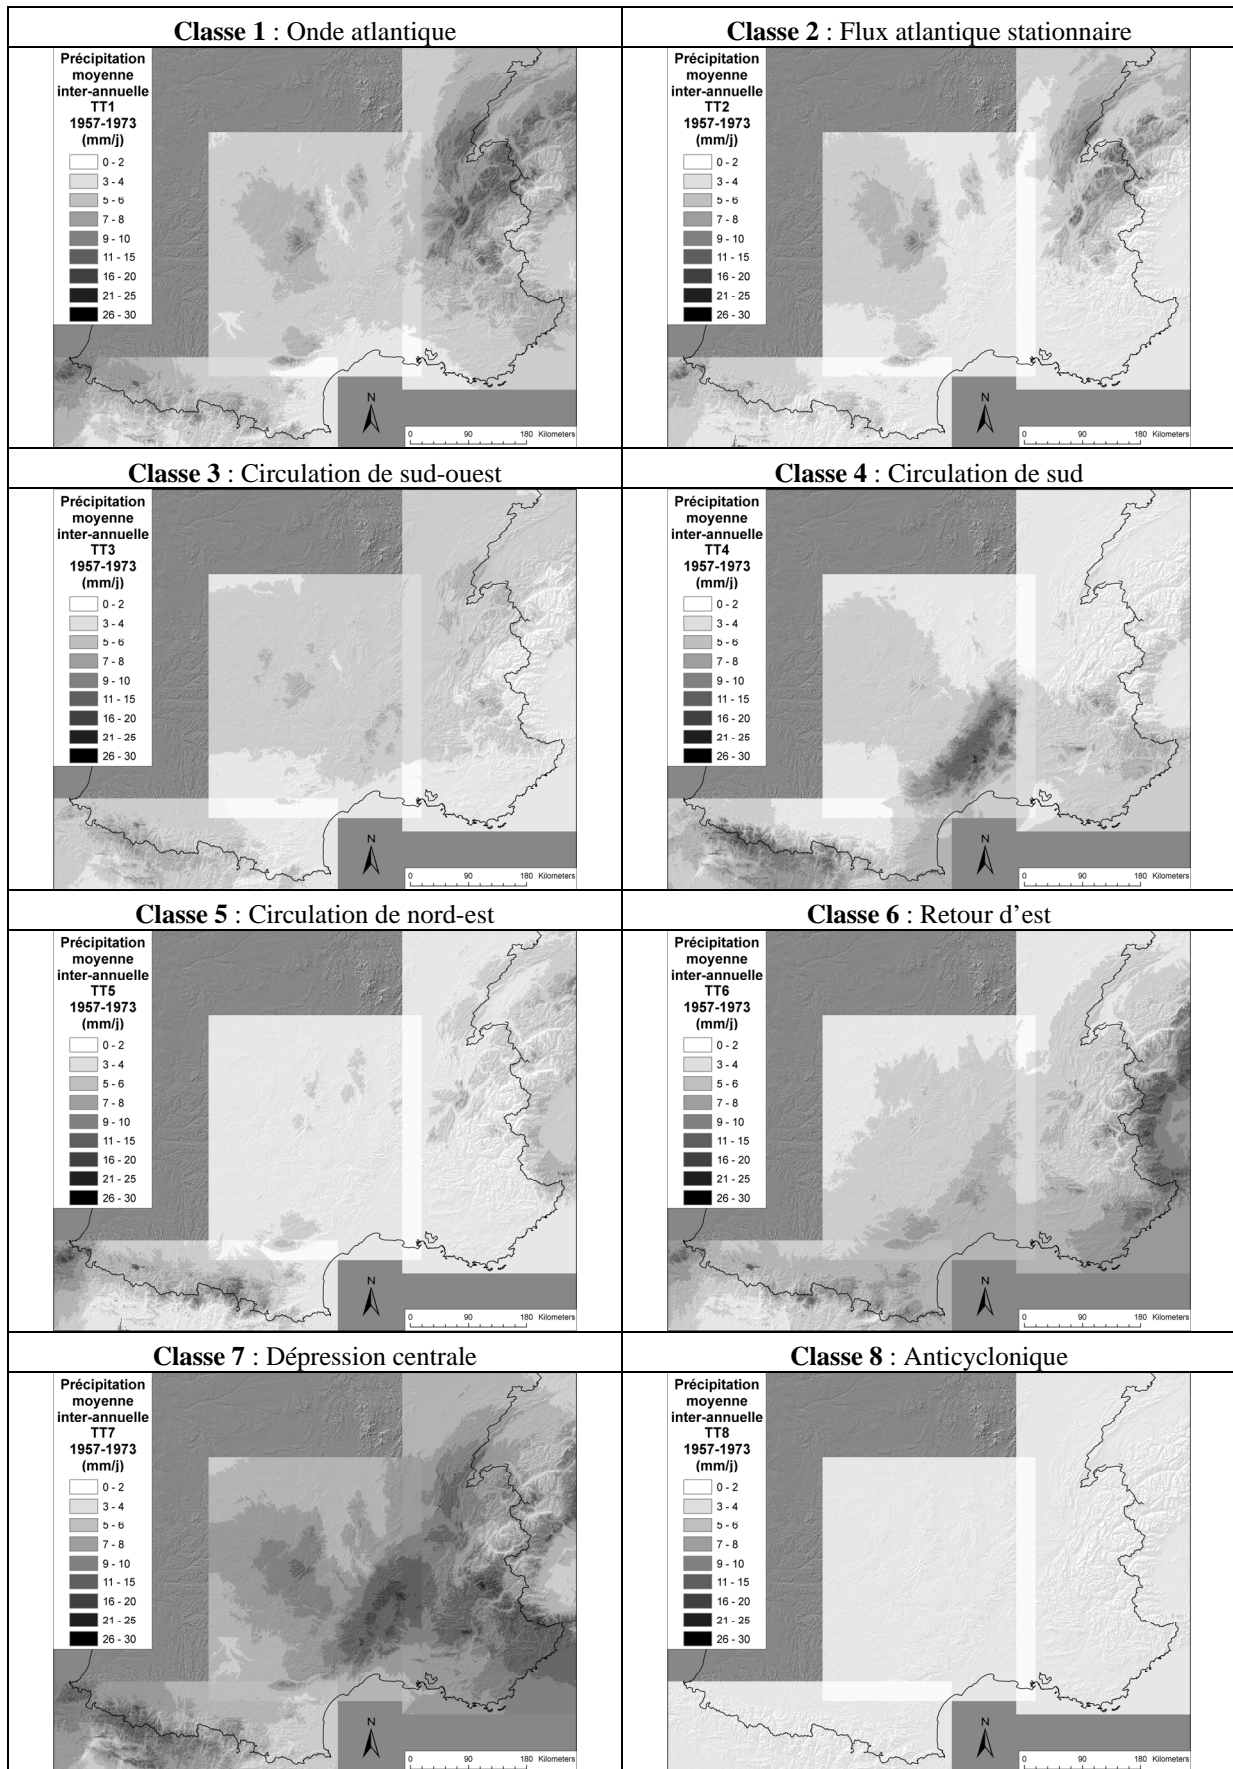 Classe 1 : Onde atlantique
Précipitation
moyenne
inter-annuelle
TT1
1957-1973
(mm/j)
0 - 2
3 - 4
5 - 6
7 - 8
9 - 10
11 - 15
16 - 20
21 - 25
26 - 30
N
0 90 180 Kilometers
Classe 2 : Flux atlantique stationnaire
Précipitation
moyenne
inter-annuelle
TT2
1957-1973
(mm/j)
0 - 2
3 - 4
5 - 6
7 - 8
9 - 10
11 - 15
16 - 20
21 - 25
26 - 30
N
0 90 180 Kilometers
Classe 3 : Circulation de sud-ouest
Précipitation
moyenne
inter-annuelle
TT3
1957-1973
(mm/j)
0 - 2
3 - 4
5 - 6
7 - 8
9 - 10
11 - 15
16 - 20
21 - 25
26 - 30
N
0 90 180 Kilometers
Classe 4 : Circulation de sud
Précipitation
moyenne
inter-annuelle
TT4
1957-1973
(mm/j)
0 - 2
3 - 4
5 - 6
7 - 8
9 - 10
11 - 15
16 - 20
21 - 25
26 - 30
N
0 90 180 Kilometers
Classe 5 : Circulation de nord-est
Précipitation
moyenne
inter-annuelle
TT5
1957-1973
(mm/j)
0 - 2
3 - 4
5 - 6
7 - 8
9 - 10
11 - 15
16 - 20
21 - 25
26 - 30
N
0 90 180 Kilometers
Classe 6 : Retour d'est
Précipitation
moyenne
inter-annuelle
TT6
1957-1973
(mm/j)
0 - 2
3 - 4
5 - 6
7 - 8
9 - 10
11 - 15
16 - 20
21 - 25
26 - 30
N
0 90 180 Kilometers
Classe 7 : Dépression centrale
Précipitation
moyenne
inter-annuelle
TT7
1957-1973
(mm/j)
0 - 2
3 - 4
5 - 6
7 - 8
9 - 10
11 - 15
16 - 20
21 - 25
26 - 30
N
0 90 180 Kilometers
Classe 8 : Anticyclonique
Précipitation
moyenne
inter-annuelle
TT8
1957-1973
(mm/j)
0 - 2
3 - 4
5 - 6
7 - 8
9 - 10
11 - 15
16 - 20
21 - 25
26 - 30
N
0 90 180 Kilometers